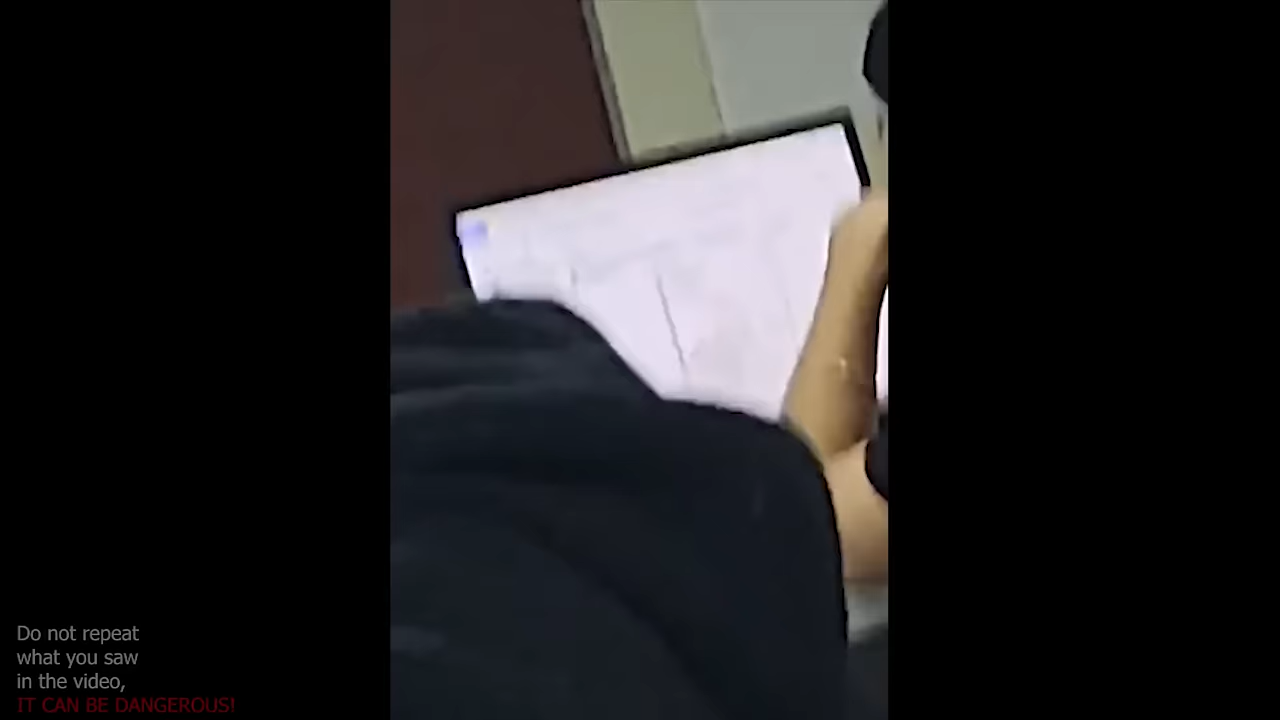 Do not repeat
what you saw
in the video,
IT CAN BE DANGEROUS!